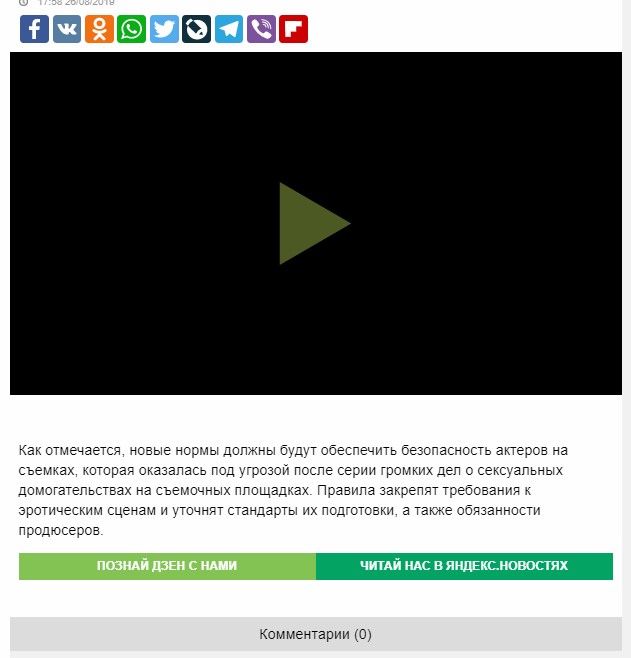 17:58 26/08/2019
Как отмечается, новые нормы должны будут обеспечить безопасность актеров на
съемках, которая оказалась под угрозой после серии громких дел о сексуальных
домогательствах на съемочных площадках. Правила закрепят требования к
эротическим сценам и уточнят стандарты их подготовки, а также обязанности
продюсеров.
ПОЗНАЙ ДЗЕН С НАМИ
ЧИТАЙ НАС В ЯНДЕКС.НОВОСТЯХ
Комментарии (0)